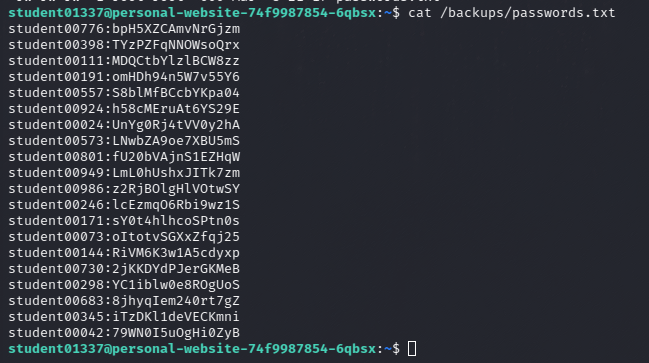 student01337@personal-website-74f9987854-6qbsx:~$ cat /backups/passwords.txt
student00776:bpH5XZCAmvNrGjzm
student00398:TYzPZFqNNOWsoQrx
student00111:MDQCtbYlzlBCW8zz
student00191:omHDh94n5W7v55Y6
student00557:S8blMfBCcbYKpa04
student00924:h58cMEruAt6YS29E
student00024:UnYg0Rj4tVV0y2hA
student00573:LNwbZA9oe7XBU5mS
student00801:fU20bVAjnS1EZHqW
student00949:LmL0hUshxJITk7zm
student00986:z2RjBOlgHlVOtwSY
student00246:lcEzmqO6Rbi9wz1S
student00171:sY0t4hlhcoSPtn0s
student00073:oItotvSGXxZfqj25
student00144:RiVM6K3w1A5cdyxp
student00730:2jKKDYdPJerGKMeB
student00298:YC1iblw0e8ROgUoS
student00683:8jhyqIem240rt7gZ
student00345:iTzDKl1deVECKmni
student00042:79WN0I5uOgHi0ZyB
student01337@personal-website-74f9987854-6qbsx:~$